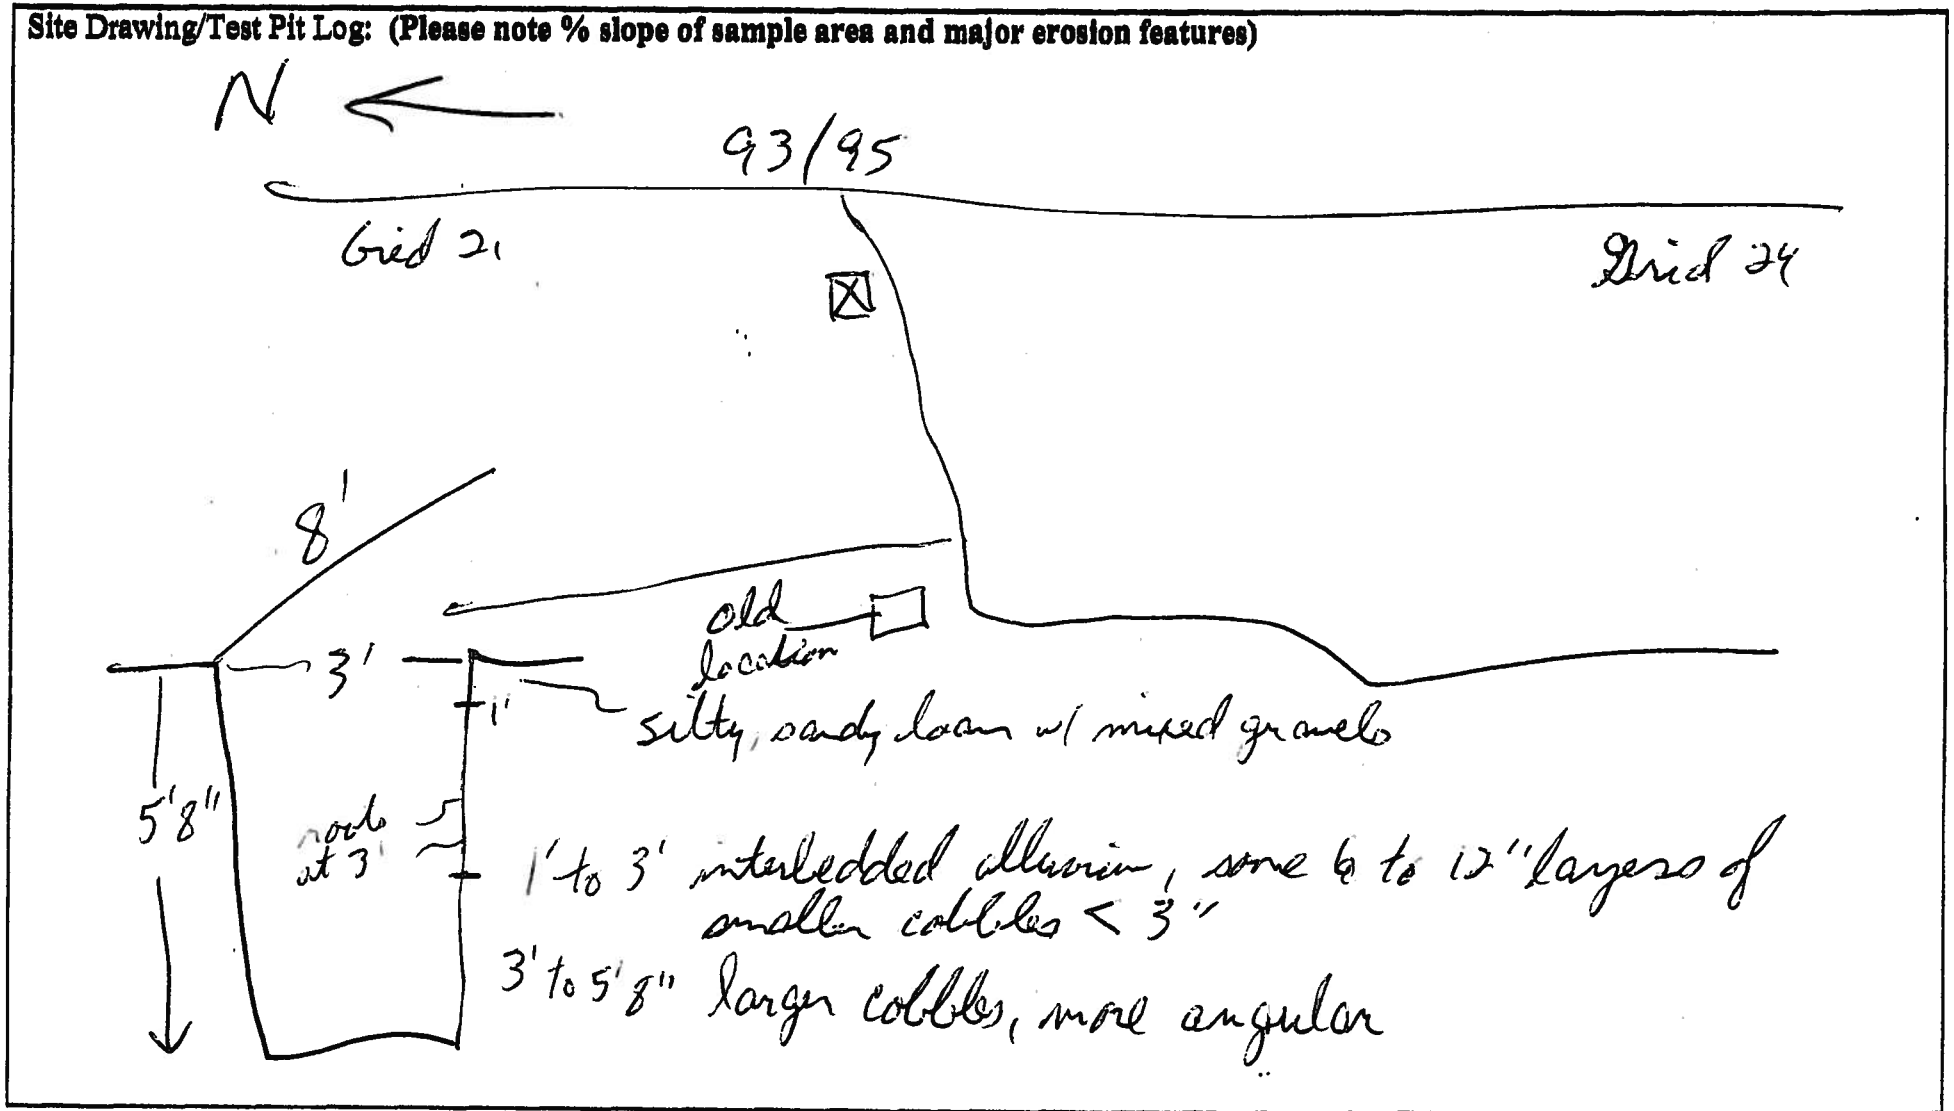 Site Drawing/Test Pit Log: (Please note % slope of sample area and major erosion features)
N
93/95
Grid 21
Grid 24
8'
old
location
3'
1'
silty, sandy loam w/ mixed gravels
5'8"
roots
at 3'
1' to 3' interbedded alluvium, some 6 to 12" layers of
smaller cobbles < 3"
3' to 5'8" larger cobbles, more angular